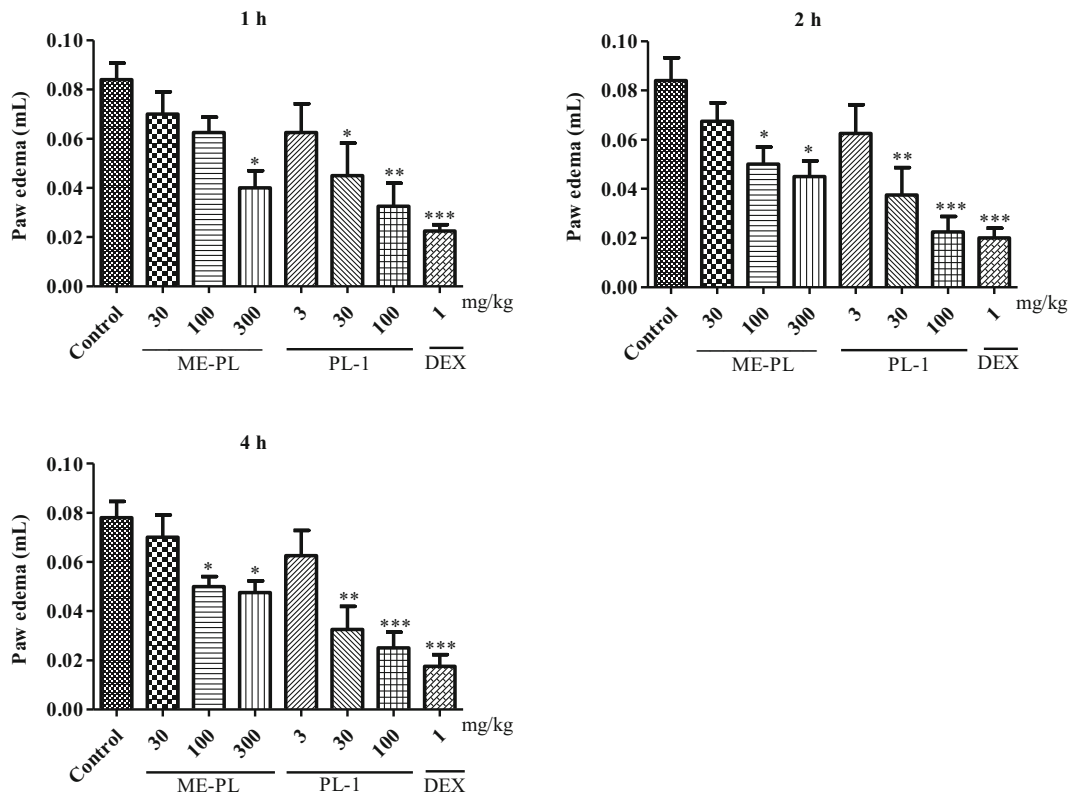 1 h
Paw edema (mL)
0.10
0.08
0.06
0.04
0.02
0.00
*
*
**
***
Control
30
100
300
3
30
100
1
mg/kg
ME-PL
PL-1
DEX
2 h
Paw edema (mL)
0.10
0.08
0.06
0.04
0.02
0.00
*
*
**
***
***
Control
30
100
300
3
30
100
1
mg/kg
ME-PL
PL-1
DEX
4 h
Paw edema (mL)
0.10
0.08
0.06
0.04
0.02
0.00
*
*
**
***
***
Control
30
100
300
3
30
100
1
mg/kg
ME-PL
PL-1
DEX